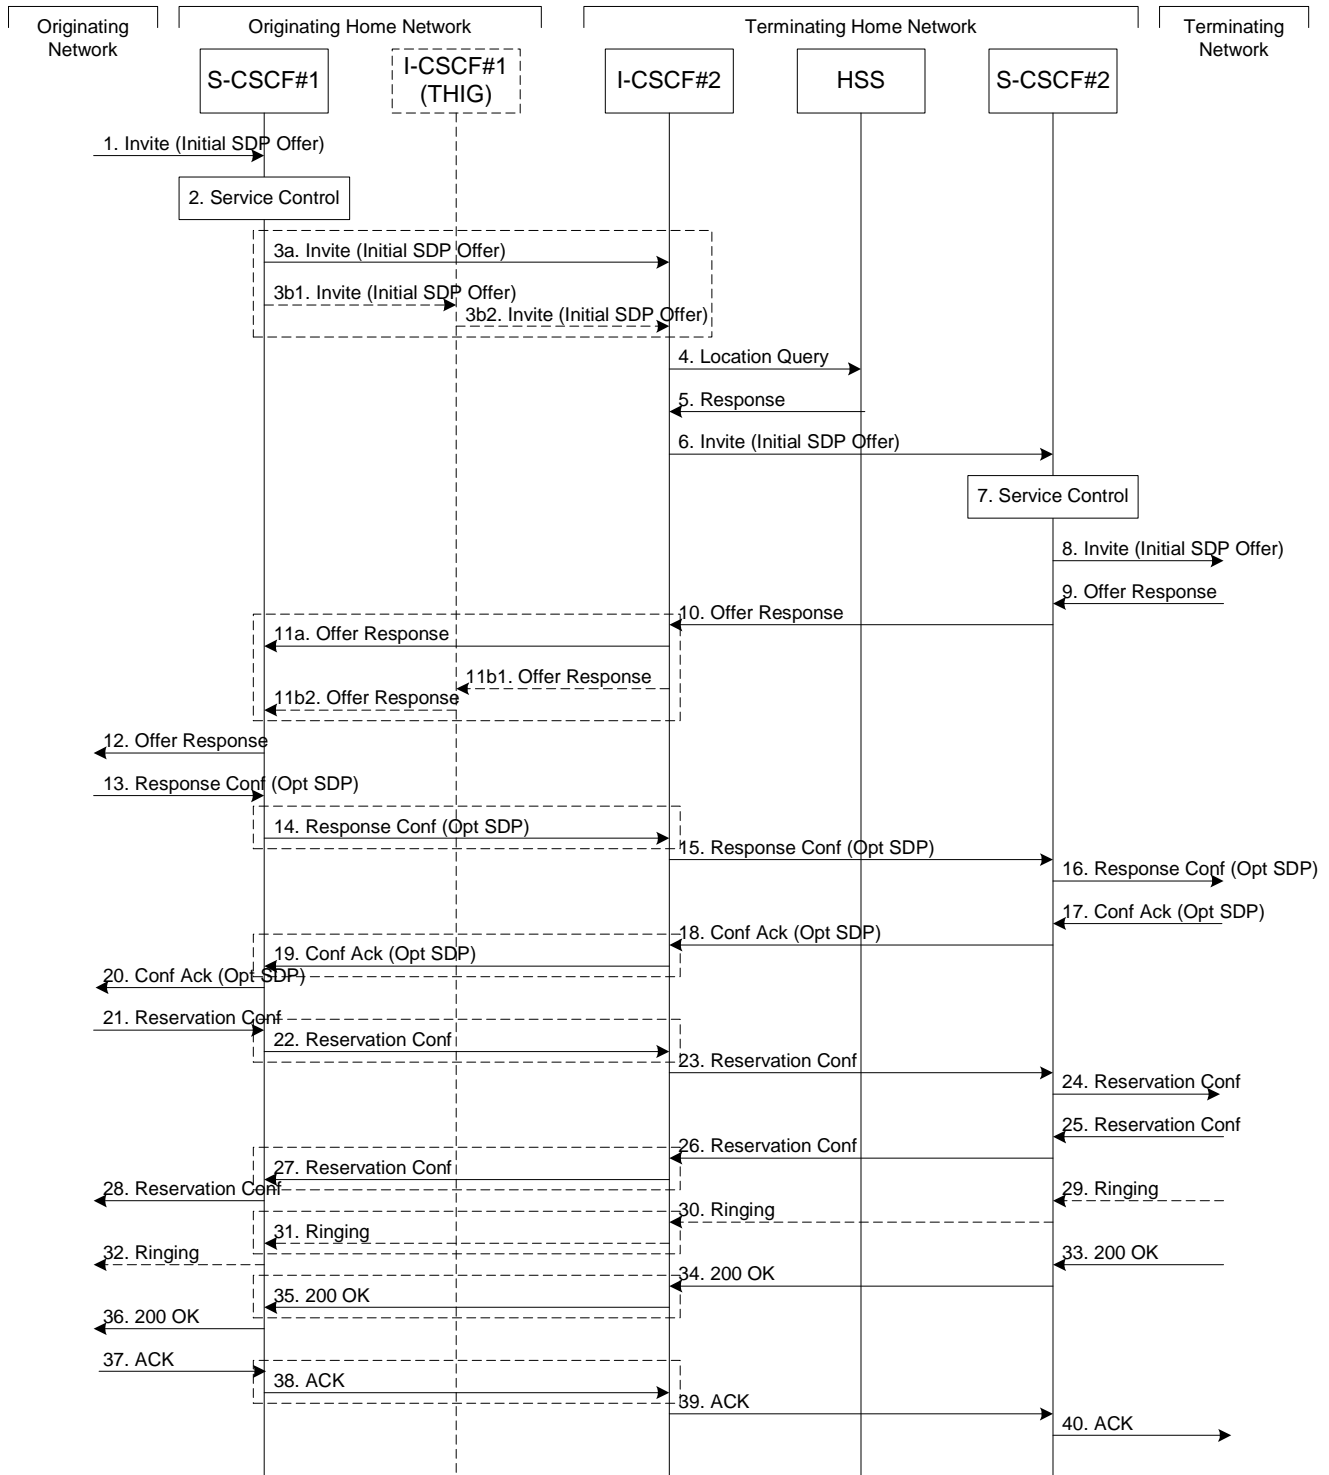 Originating
Network
Originating Home Network
Terminating Home Network
Terminating
Network
S-CSCF#1
I-CSCF#1
(THIG)
I-CSCF#2
HSS
S-CSCF#2
1. Invite (Initial SDP Offer)
2. Service Control
3a. Invite (Initial SDP Offer)
3b1. Invite (Initial SDP Offer)
3b2. Invite (Initial SDP Offer)
4. Location Query
5. Response
6. Invite (Initial SDP Offer)
7. Service Control
8. Invite (Initial SDP Offer)
9. Offer Response
10. Offer Response
11a. Offer Response
11b1. Offer Response
11b2. Offer Response
12. Offer Response
13. Response Conf (Opt SDP)
14. Response Conf (Opt SDP)
15. Response Conf (Opt SDP)
16. Response Conf (Opt SDP)
17. Conf Ack (Opt SDP)
18. Conf Ack (Opt SDP)
19. Conf Ack (Opt SDP)
20. Conf Ack (Opt SDP)
21. Reservation Conf
22. Reservation Conf
23. Reservation Conf
24. Reservation Conf
25. Reservation Conf
26. Reservation Conf
27. Reservation Conf
28. Reservation Conf
29. Ringing
30. Ringing
31. Ringing
32. Ringing
33. 200 OK
34. 200 OK
35. 200 OK
36. 200 OK
37. ACK
38. ACK
39. ACK
40. ACK